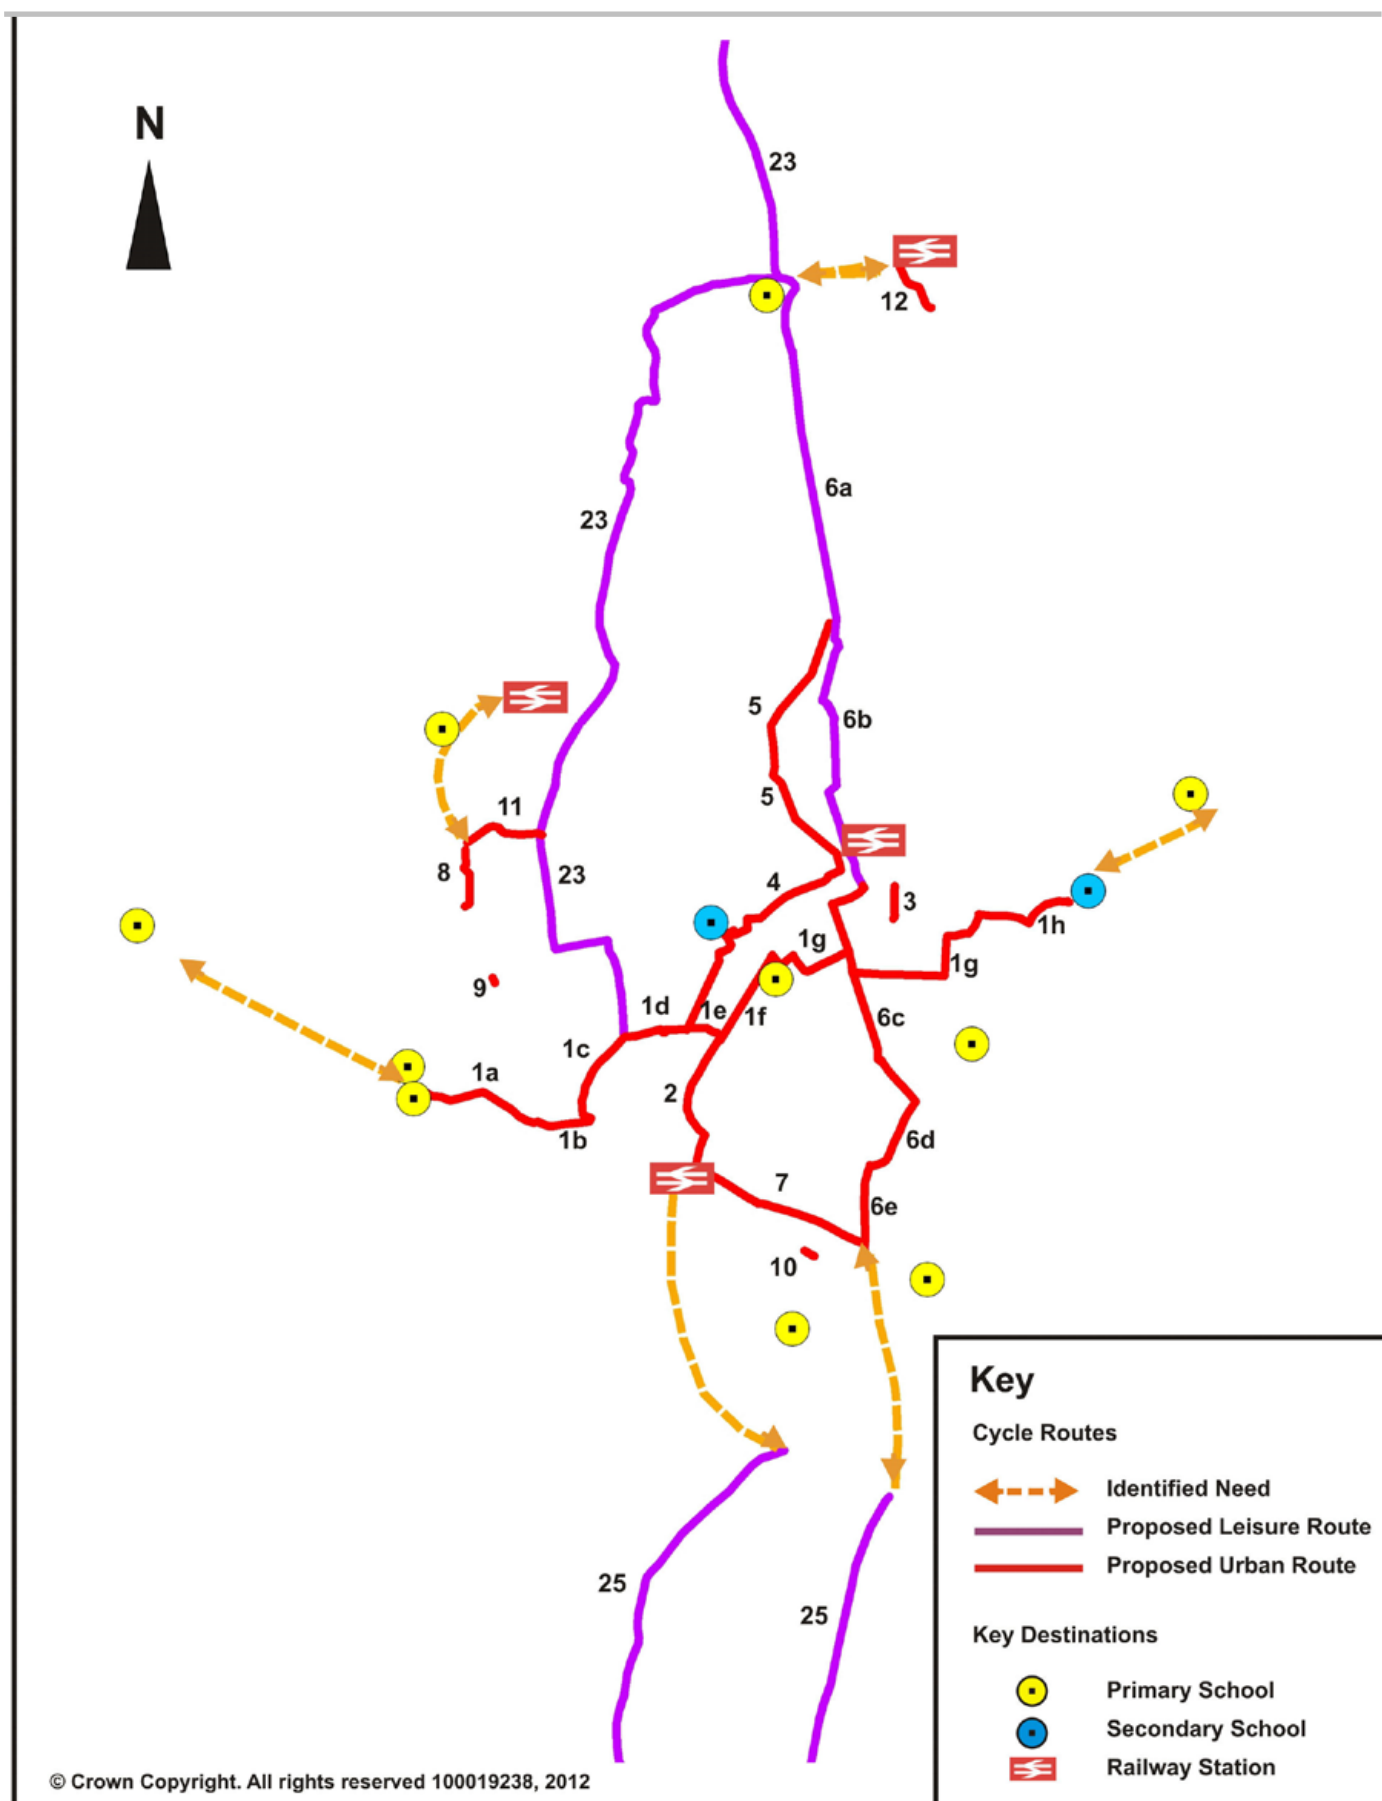 N
23
12
6a
23
5
6b
5
11
8
23
4
3
1h
1g
1g
9
1d
1e
1f
6c
1c
1a
2
1b
6d
7
6e
10
25
25
Key
Cycle Routes
Identified Need
Proposed Leisure Route
Proposed Urban Route
Key Destinations
Primary School
Secondary School
Railway Station
© Crown Copyright. All rights reserved 100019238, 2012